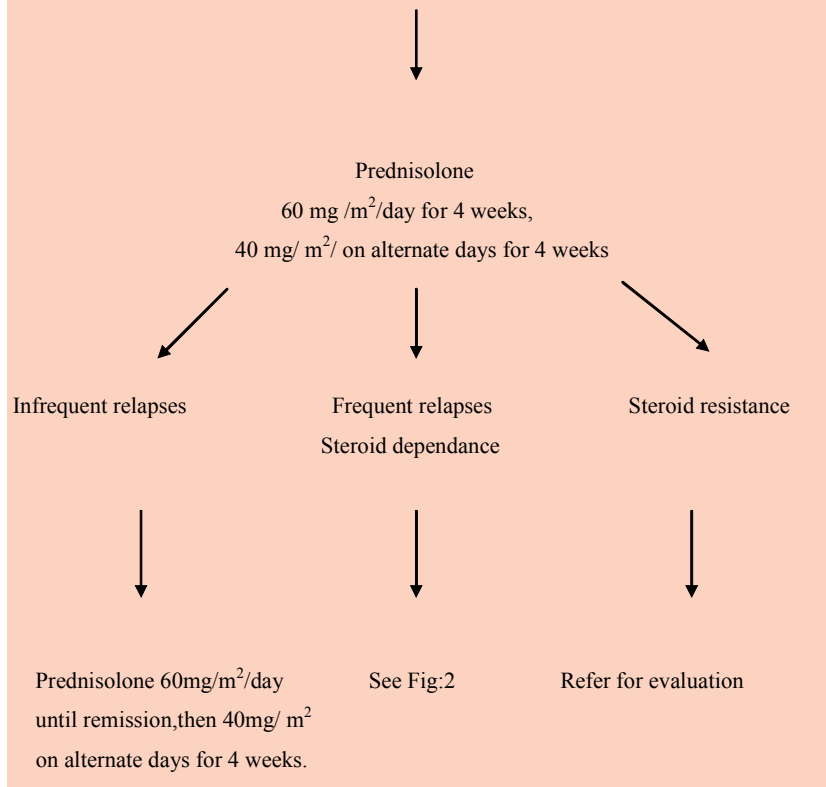 Prednisolone
60 mg /m²/day for 4 weeks,
40 mg/ m²/ on alternate days for 4 weeks
Infrequent relapses
Frequent relapses
Steroid dependance
Steroid resistance
Prednisolone 60mg/m²/day
until remission,then 40mg/ m²
on alternate days for 4 weeks.
See Fig:2
Refer for evaluation